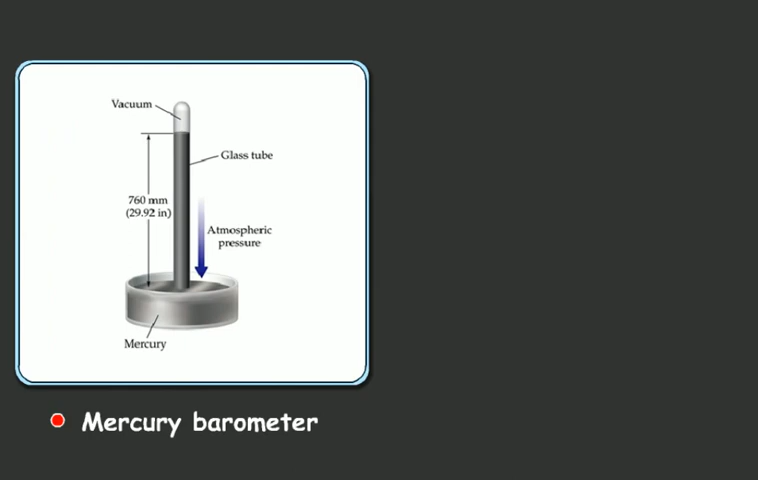 Vacuum
Glass tube
760 mm
(29.92 in)
Atmospheric
pressure
Mercury
Mercury barometer